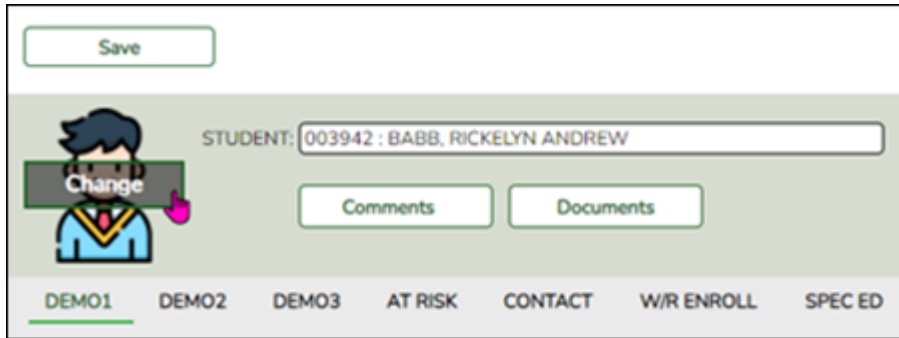 Save
STUDENT: 003942 : BABB, RICKELYN ANDREW
Change
Comments Documents
DEMO1 DEMO2 DEMO3 AT RISK CONTACT W/R ENROLL SPEC ED